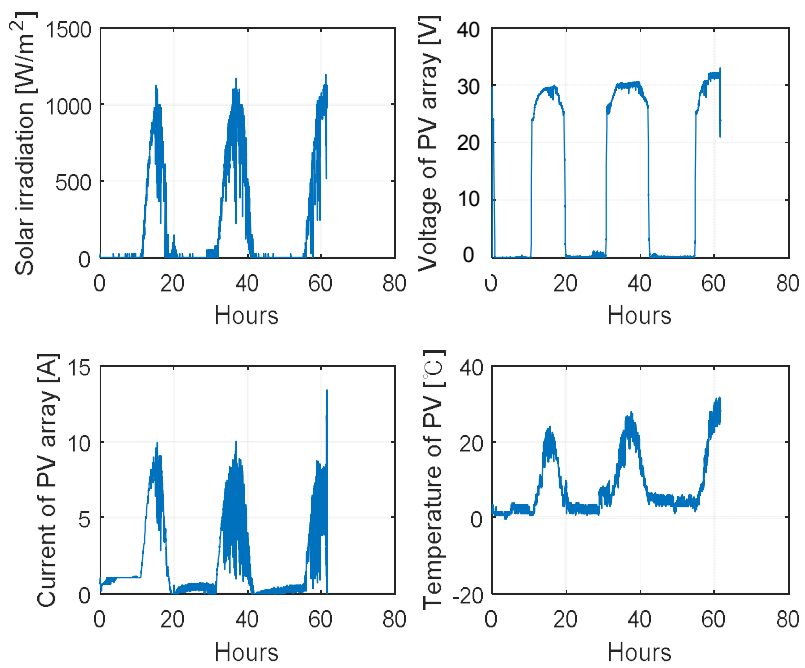 Solar irradiation [W/m²]
1500
1000
500
0
0 20 40 60 80
Hours
Voltage of PV array [V]
40
30
20
10
0
0 20 40 60 80
Hours
Current of PV array [A]
15
10
5
0
0 20 40 60 80
Hours
Temperature of PV [℃]
40
20
0
-20
0 20 40 60 80
Hours